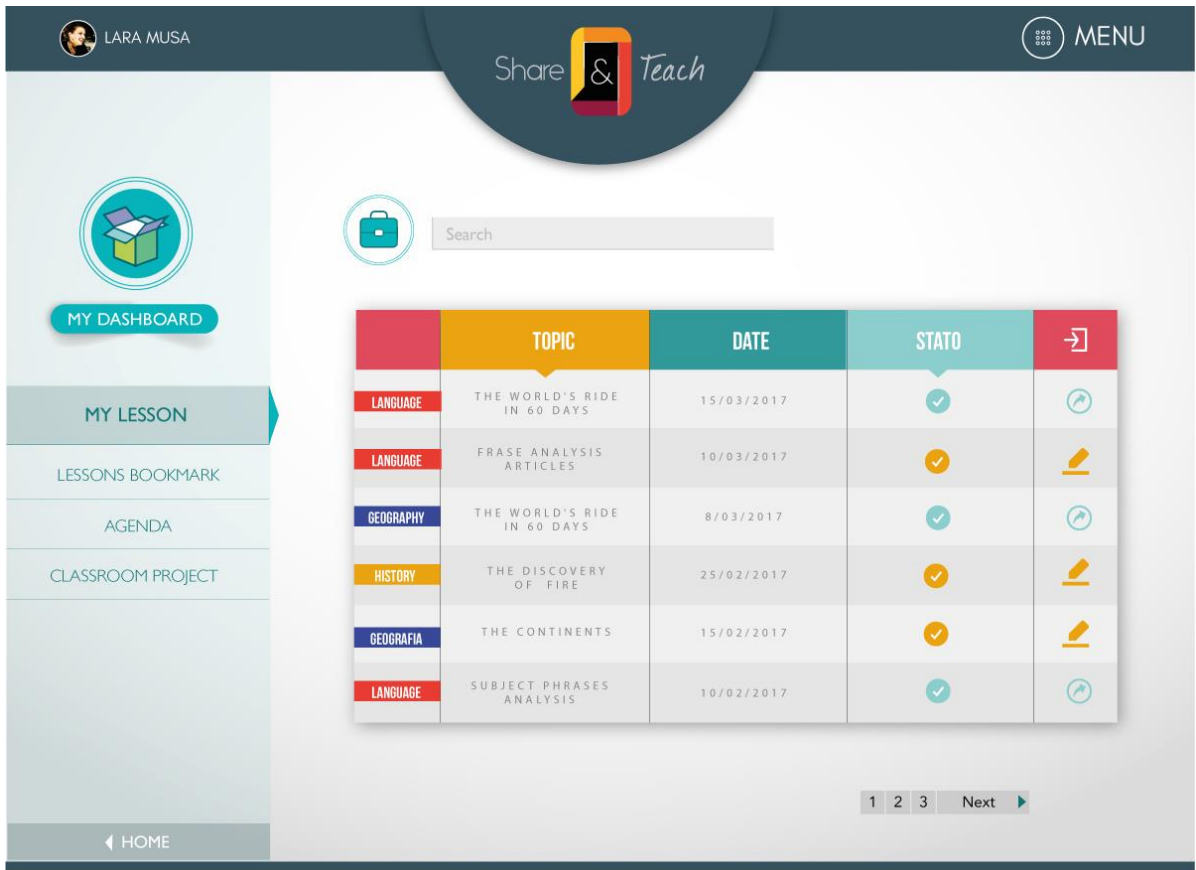 LARA MUSA
Share & Teach
MENU
Search
MY DASHBOARD
MY LESSON
LESSONS BOOKMARK
AGENDA
CLASSROOM PROJECT
HOME
TOPIC DATE STATO
LANGUAGE THE WORLD'S RIDE 15/03/2017
IN 60 DAYS
LANGUAGE FRASE ANALYSIS 10/03/2017
ARTICLES
GEOGRAPHY THE WORLD'S RIDE 8/03/2017
IN 60 DAYS
HISTORY THE DISCOVERY 25/02/2017
OF FIRE
GEOGRAFIA THE CONTINENTS 15/02/2017
LANGUAGE SUBJECT PHRASES 10/02/2017
ANALYSIS
1 2 3 Next